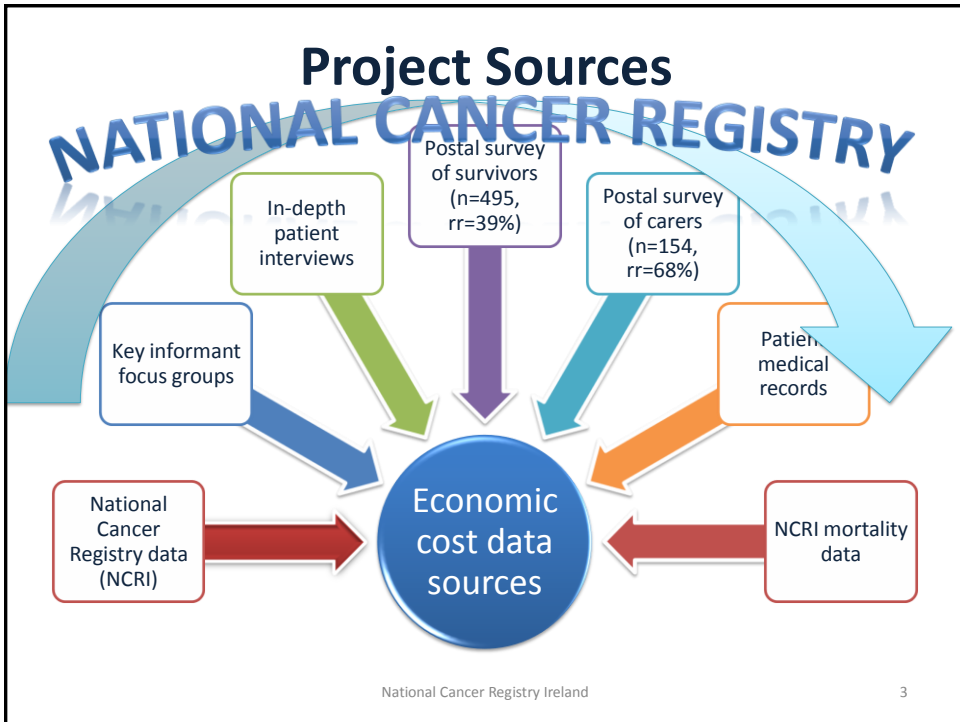 Project Sources
NATIONAL CANCER REGISTRY
Postal survey
of survivors
(n=495,
rr=39%)
In-depth
patient
interviews
Postal survey
of carers
(n=154,
rr=68%)
Key informant
focus groups
Patient
medical
records
National
Cancer
Registry data
(NCRI)
Economic
cost data
sources
NCRI mortality
data
National Cancer Registry Ireland
3